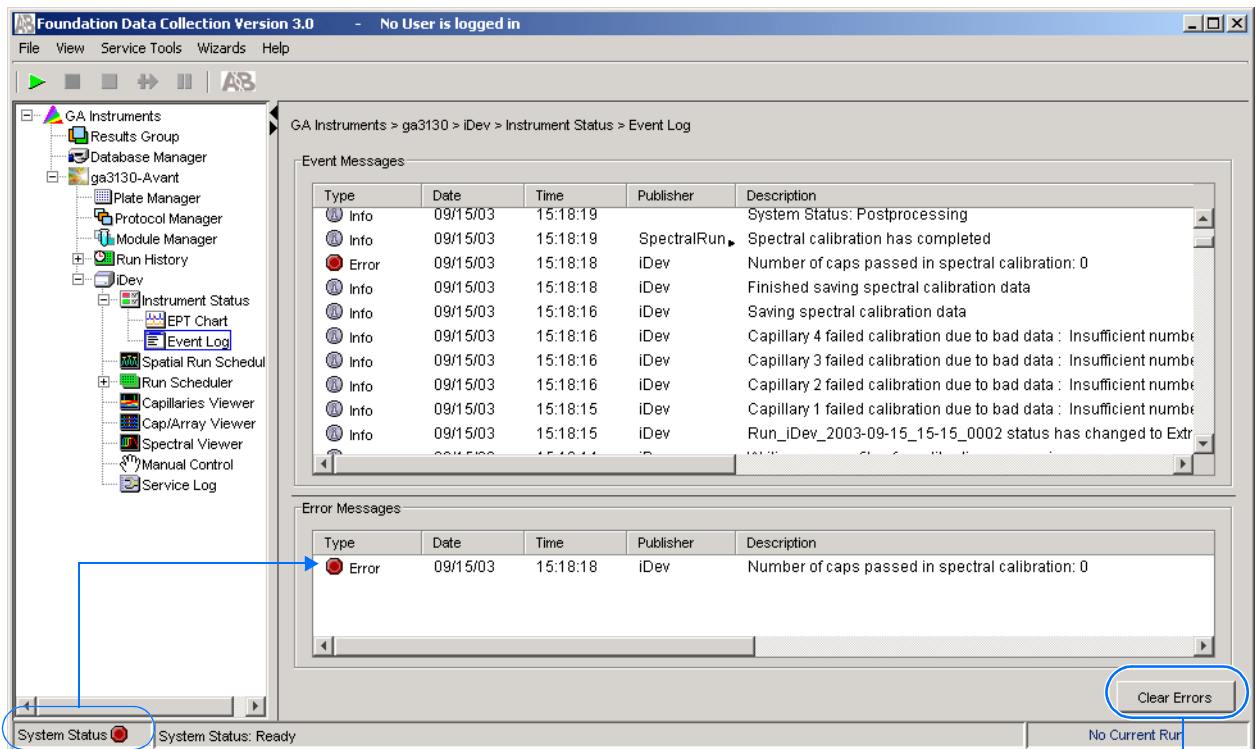 Foundation Data Collection Version 3.0 - No User is logged in
File View Service Tools Wizards Help
AB
GA Instruments
Results Group
Database Manager
ga3130-Avant
Plate Manager
Protocol Manager
Module Manager
Run History
iDev
Instrument Status
EPT Chart
Event Log
Spatial Run Schedul
Run Scheduler
Capillaries Viewer
Cap/Array Viewer
Spectral Viewer
Manual Control
Service Log
GA Instruments > ga3130 > iDev > Instrument Status > Event Log
Event Messages
Type Date Time Publisher Description
Info 09/15/03 15:18:19 System Status: Postprocessing
Info 09/15/03 15:18:19 SpectralRun Spectral calibration has completed
Error 09/15/03 15:18:18 iDev Number of caps passed in spectral calibration: 0
Info 09/15/03 15:18:18 iDev Finished saving spectral calibration data
Info 09/15/03 15:18:16 iDev Saving spectral calibration data
Info 09/15/03 15:18:16 iDev Capillary 4 failed calibration due to bad data : Insufficient numbe
Info 09/15/03 15:18:16 iDev Capillary 3 failed calibration due to bad data : Insufficient numbe
Info 09/15/03 15:18:16 iDev Capillary 2 failed calibration due to bad data : Insufficient numbe
Info 09/15/03 15:18:15 iDev Capillary 1 failed calibration due to bad data : Insufficient numbe
Info 09/15/03 15:18:15 iDev Run_iDev_2003-09-15_15-15_0002 status has changed to Extr
Error Messages
Type Date Time Publisher Description
Error 09/15/03 15:18:18 iDev Number of caps passed in spectral calibration: 0
Clear Errors
System Status System Status: Ready No Current Run